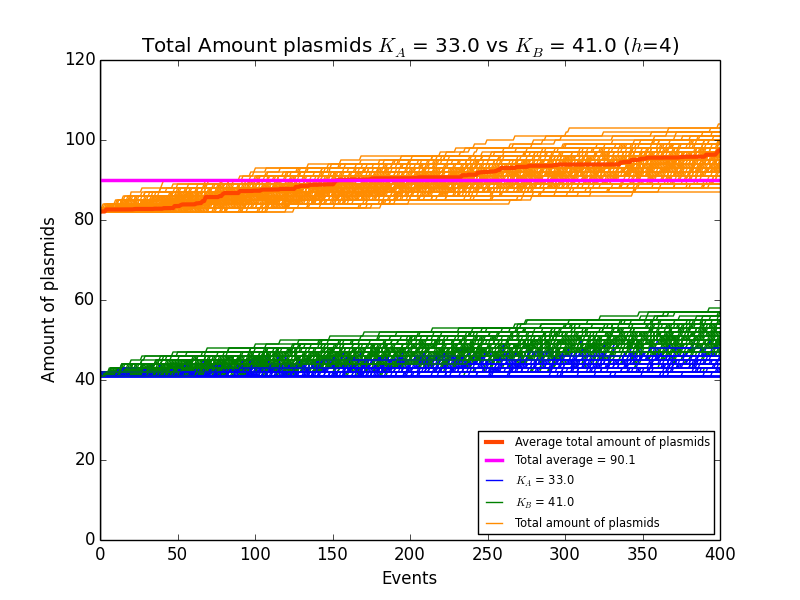 Total Amount plasmids K_A = 33.0 vs K_B = 41.0 (h=4)
120
100
80
60
40
20
0
Amount of plasmids
0 50 100 150 200 250 300 350 400
Events
Average total amount of plasmids
Total average = 90.1
K_A = 33.0
K_B = 41.0
Total amount of plasmids